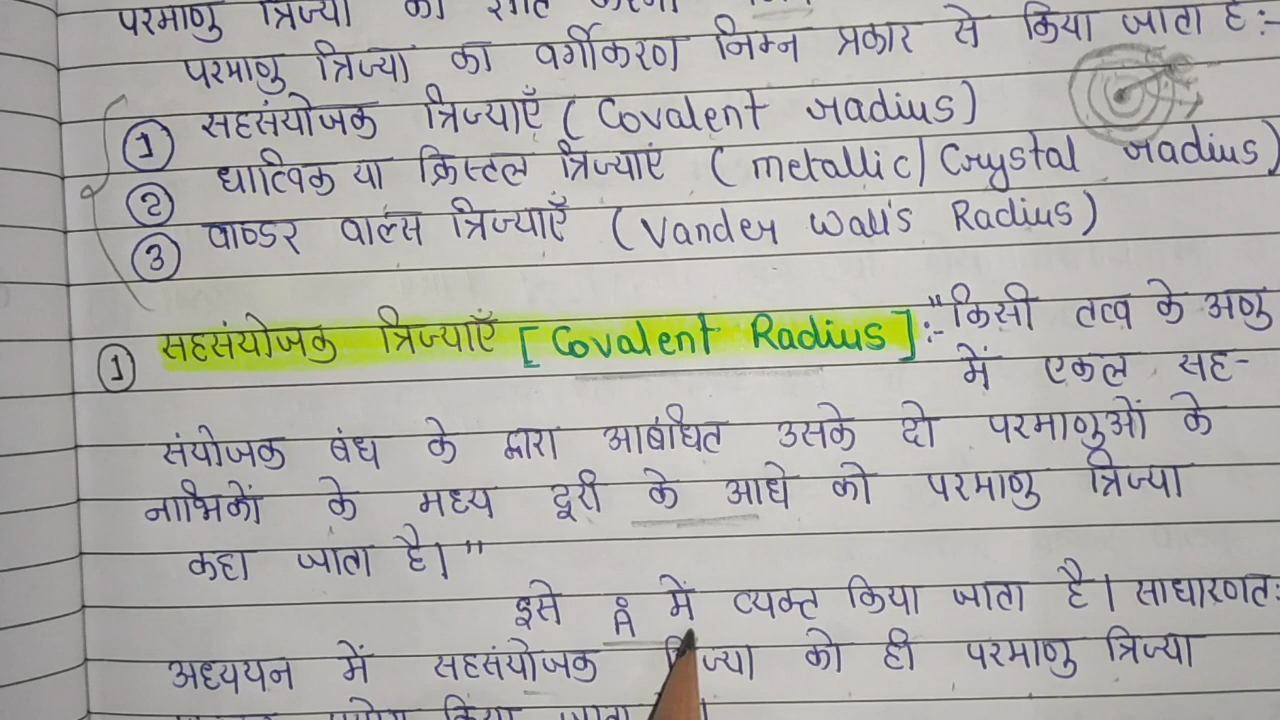 परमाणु त्रिज्या का
परमाणु त्रिज्या का वर्गीकरण निम्न प्रकार से किया जाता है:-
① सहसंयोजक त्रिज्याएँ (Covalent radius)
② धात्विक या क्रिस्टल त्रिज्याएं (metallic/Crystal radius)
③ वाण्डर वाल्स त्रिज्याएँ (Vander Wall's Radius)
① सहसंयोजक त्रिज्याएँ [Covalent Radius]:- "किसी तत्व के अणु
में एकल सह-
संयोजक बंध के द्वारा आबंधित उसके दो परमाणुओं के
नाभिकों के मध्य दूरी के आधे को परमाणु त्रिज्या
कहा जाता है।"
इसे Å में व्यक्त किया जाता है। साधारणतः
अध्ययन में सहसंयोजक त्रिज्या को ही परमाणु त्रिज्या
किया जाता